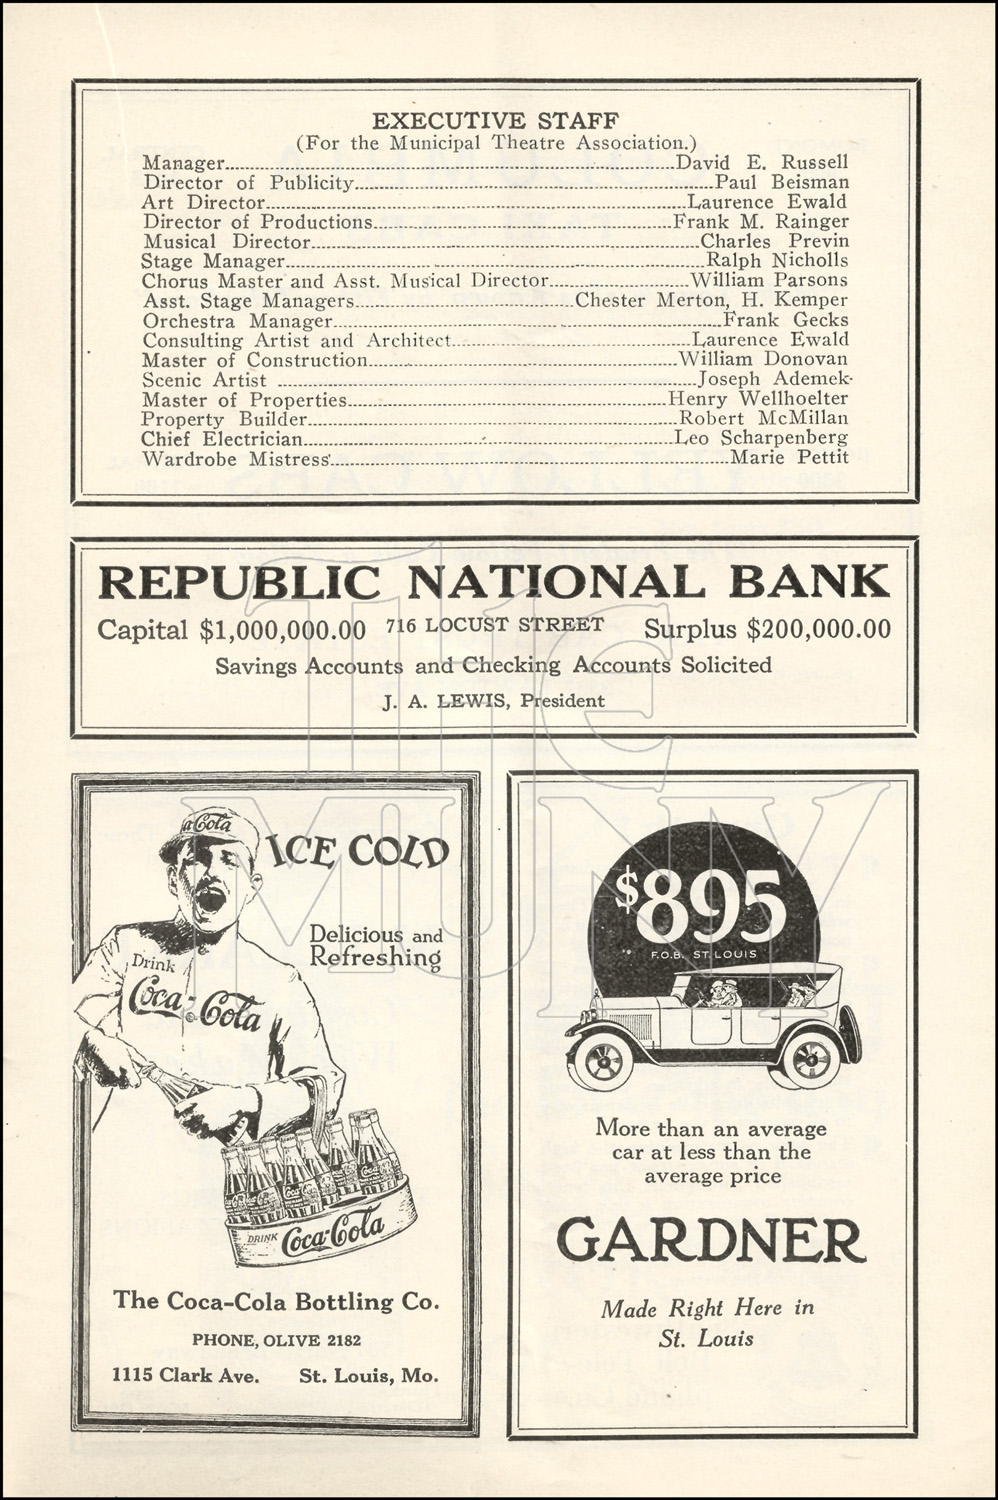 EXECUTIVE STAFF
(For the Municipal Theatre Association.)
Manager David E. Russell
Director of Publicity Paul Beisman
Art Director Laurence Ewald
Director of Productions Frank M. Rainger
Musical Director Charles Previn
Stage Manager Ralph Nicholls
Chorus Master and Asst. Musical Director William Parsons
Asst. Stage Managers Chester Merton, H. Kemper
Orchestra Manager Frank Gecks
Consulting Artist and Architect Laurence Ewald
Master of Construction William Donovan
Scenic Artist Joseph Ademek
Master of Properties Henry Wellhoelter
Property Builder Robert McMillan
Chief Electrician Leo Scharpenberg
Wardrobe Mistress Marie Pettit
REPUBLIC NATIONAL BANK
Capital $1,000,000.00 716 LOCUST STREET Surplus $200,000.00
Savings Accounts and Checking Accounts Solicited
J. A. LEWIS, President
The
MUNY
aCola
ICE COLD
Delicious and
Refreshing
Drink
Coca-Cola
DRINK Coca-Cola
The Coca-Cola Bottling Co.
PHONE, OLIVE 2182
1115 Clark Ave. St. Louis, Mo.
$895
F.O.B. ST. LOUIS
More than an average
car at less than the
average price
GARDNER
Made Right Here in
St. Louis